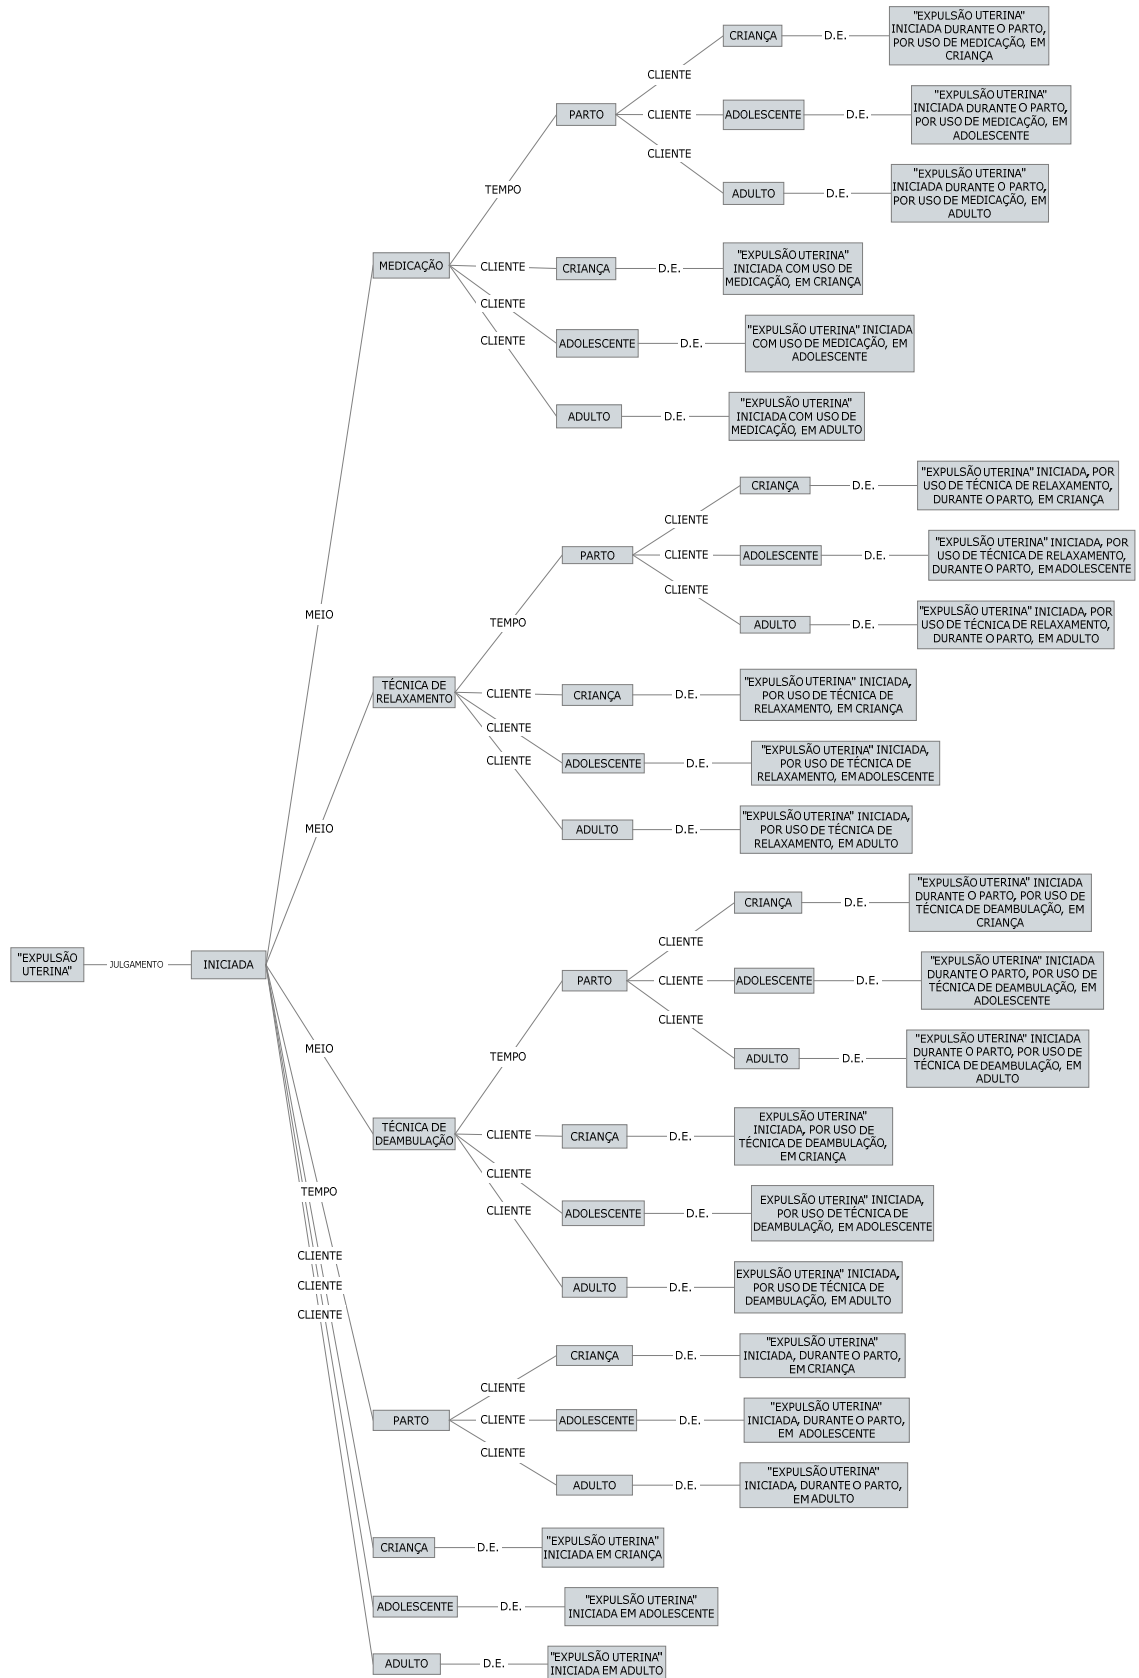 "EXPULSÃO UTERINA"
INICIADA DURANTE O PARTO,
POR USO DE MEDICAÇÃO, EM
CRIANÇA
CRIANÇA
D.E.
CLIENTE
"EXPULSÃO UTERINA"
INICIADA DURANTE O PARTO,
POR USO DE MEDICAÇÃO, EM
ADOLESCENTE
PARTO
CLIENTE
ADOLESCENTE
D.E.
CLIENTE
"EXPULSÃO UTERINA"
INICIADA DURANTE O PARTO,
POR USO DE MEDICAÇÃO, EM
ADULTO
TEMPO
ADULTO
D.E.
MEDICAÇÃO
CLIENTE
CRIANÇA
D.E.
"EXPULSÃO UTERINA"
INICIADA COM USO DE
MEDICAÇÃO, EM CRIANÇA
CLIENTE
ADOLESCENTE
D.E.
"EXPULSÃO UTERINA" INICIADA
COM USO DE MEDICAÇÃO, EM
ADOLESCENTE
CLIENTE
ADULTO
D.E.
"EXPULSÃO UTERINA"
INICIADA COM USO DE
MEDICAÇÃO, EM ADULTO
CRIANÇA
D.E.
"EXPULSÃO UTERINA" INICIADA, POR
USO DE TÉCNICA DE RELAXAMENTO,
DURANTE O PARTO, EM CRIANÇA
CLIENTE
PARTO
CLIENTE
ADOLESCENTE
D.E.
"EXPULSÃO UTERINA" INICIADA, POR
USO DE TÉCNICA DE RELAXAMENTO,
DURANTE O PARTO, EM ADOLESCENTE
CLIENTE
MEIO
TEMPO
ADULTO
D.E.
"EXPULSÃO UTERINA" INICIADA, POR
USO DE TÉCNICA DE RELAXAMENTO,
DURANTE O PARTO, EM ADULTO
TÉCNICA DE
RELAXAMENTO
CLIENTE
CRIANÇA
D.E.
"EXPULSÃO UTERINA" INICIADA,
POR USO DE TÉCNICA DE
RELAXAMENTO, EM CRIANÇA
CLIENTE
ADOLESCENTE
D.E.
"EXPULSÃO UTERINA" INICIADA,
POR USO DE TÉCNICA DE
RELAXAMENTO, EM ADOLESCENTE
CLIENTE
MEIO
ADULTO
D.E.
"EXPULSÃO UTERINA" INICIADA,
POR USO DE TÉCNICA DE
RELAXAMENTO, EM ADULTO
CRIANÇA
D.E.
"EXPULSÃO UTERINA" INICIADA
DURANTE O PARTO, POR USO DE
TÉCNICA DE DEAMBULAÇÃO, EM
CRIANÇA
CLIENTE
"EXPULSÃO
UTERINA"
JULGAMENTO
INICIADA
PARTO
CLIENTE
ADOLESCENTE
D.E.
"EXPULSÃO UTERINA" INICIADA
DURANTE O PARTO, POR USO DE
TÉCNICA DE DEAMBULAÇÃO, EM
ADOLESCENTE
CLIENTE
MEIO
TEMPO
ADULTO
D.E.
"EXPULSÃO UTERINA" INICIADA
DURANTE O PARTO, POR USO DE
TÉCNICA DE DEAMBULAÇÃO, EM
ADULTO
TÉCNICA DE
DEAMBULAÇÃO
CLIENTE
CRIANÇA
D.E.
EXPULSÃO UTERINA"
INICIADA, POR USO DE
TÉCNICA DE DEAMBULAÇÃO,
EM CRIANÇA
CLIENTE
ADOLESCENTE
D.E.
EXPULSÃO UTERINA" INICIADA,
POR USO DE TÉCNICA DE
DEAMBULAÇÃO, EM ADOLESCENTE
CLIENTE
ADULTO
D.E.
EXPULSÃO UTERINA" INICIADA,
POR USO DE TÉCNICA DE
DEAMBULAÇÃO, EM ADULTO
TEMPO
CLIENTE
CLIENTE
CLIENTE
CRIANÇA
D.E.
"EXPULSÃO UTERINA"
INICIADA, DURANTE O PARTO,
EM CRIANÇA
CLIENTE
PARTO
CLIENTE
ADOLESCENTE
D.E.
"EXPULSÃO UTERINA"
INICIADA, DURANTE O PARTO,
EM ADOLESCENTE
CLIENTE
ADULTO
D.E.
"EXPULSÃO UTERINA"
INICIADA, DURANTE O PARTO,
EM ADULTO
CRIANÇA
D.E.
"EXPULSÃO UTERINA"
INICIADA EM CRIANÇA
ADOLESCENTE
D.E.
"EXPULSÃO UTERINA"
INICIADA EM ADOLESCENTE
ADULTO
D.E.
"EXPULSÃO UTERINA"
INICIADA EM ADULTO